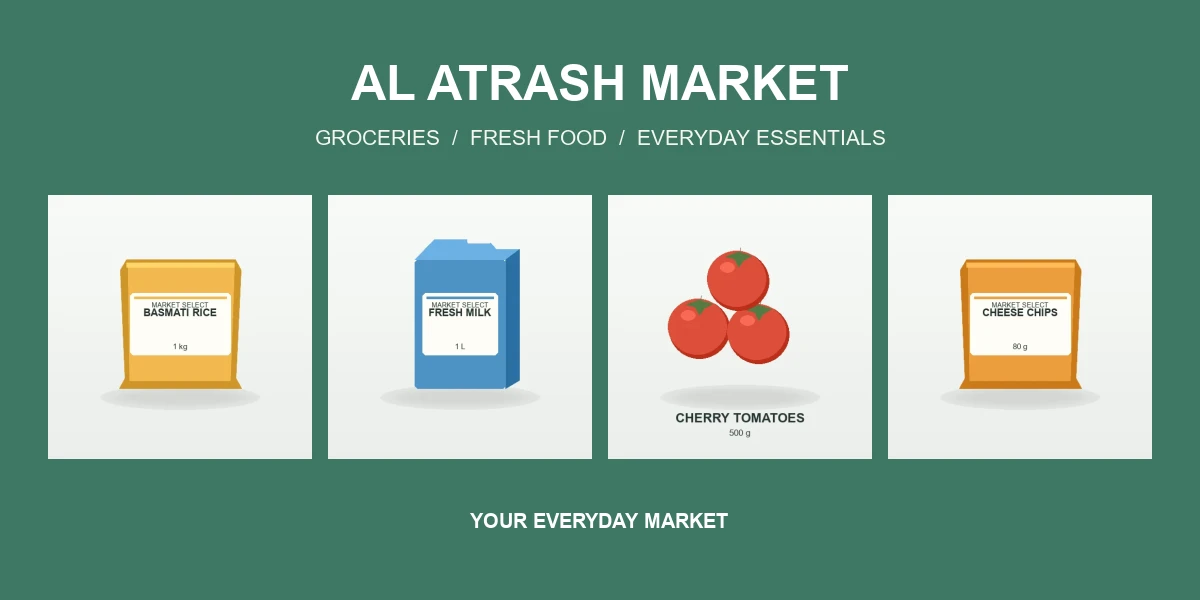 AL ATRASH MARKET
GROCERIES / FRESH FOOD / EVERYDAY ESSENTIALS
MARKET SELECT
BASMATI RICE
1 kg
MARKET SELECT
FRESH MILK
1 L
CHERRY TOMATOES
500 g
MARKET SELECT
CHEESE CHIPS
80 g
YOUR EVERYDAY MARKET